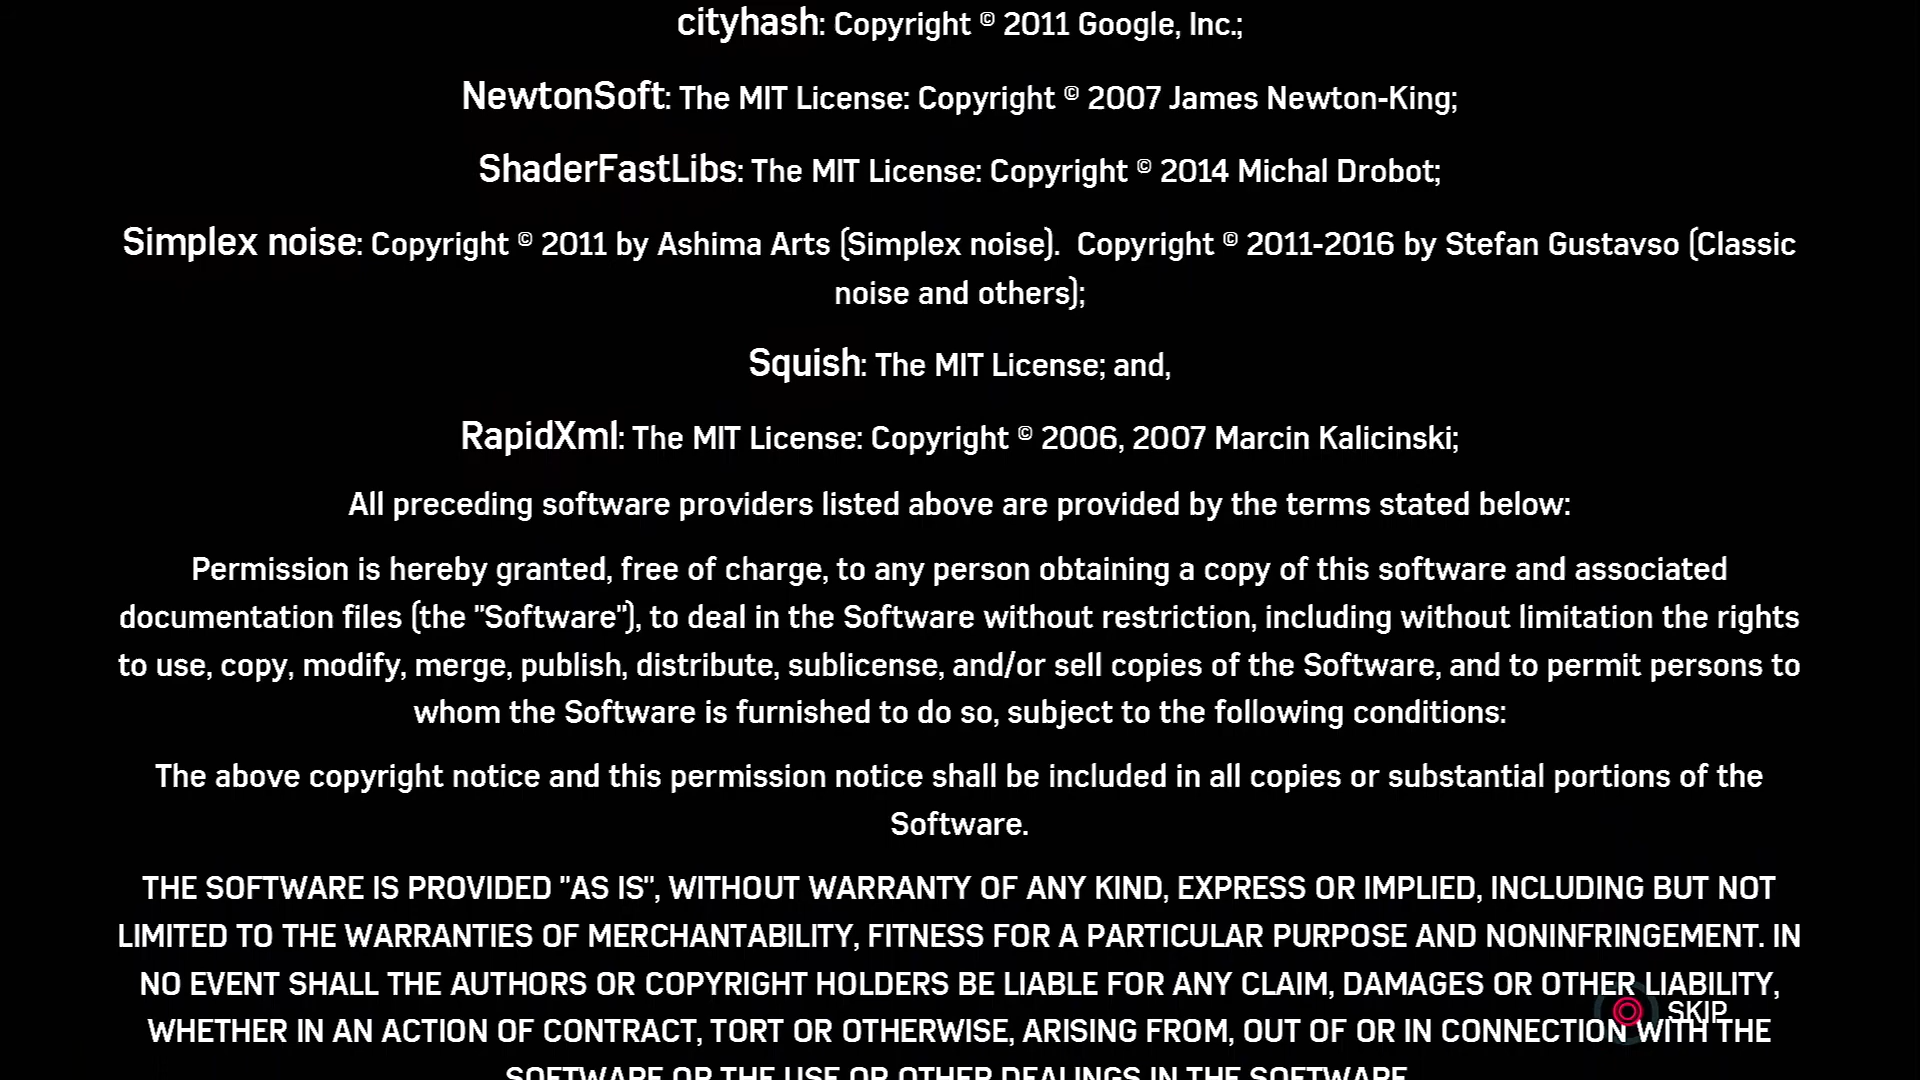 cityhash: Copyright © 2011 Google, Inc.;
NewtonSoft: The MIT License: Copyright © 2007 James Newton-King;
ShaderFastLibs: The MIT License: Copyright © 2014 Michal Drobot;
Simplex noise: Copyright © 2011 by Ashima Arts (Simplex noise).  Copyright © 2011-2016 by Stefan Gustavso (Classic
noise and others);
Squish: The MIT License; and,
RapidXml: The MIT License: Copyright © 2006, 2007 Marcin Kalicinski;
All preceding software providers listed above are provided by the terms stated below:
Permission is hereby granted, free of charge, to any person obtaining a copy of this software and associated
documentation files (the "Software"), to deal in the Software without restriction, including without limitation the rights
to use, copy, modify, merge, publish, distribute, sublicense, and/or sell copies of the Software, and to permit persons to
whom the Software is furnished to do so, subject to the following conditions:
The above copyright notice and this permission notice shall be included in all copies or substantial portions of the
Software.
THE SOFTWARE IS PROVIDED "AS IS", WITHOUT WARRANTY OF ANY KIND, EXPRESS OR IMPLIED, INCLUDING BUT NOT
LIMITED TO THE WARRANTIES OF MERCHANTABILITY, FITNESS FOR A PARTICULAR PURPOSE AND NONINFRINGEMENT. IN
NO EVENT SHALL THE AUTHORS OR COPYRIGHT HOLDERS BE LIABLE FOR ANY CLAIM, DAMAGES OR OTHER LIABILITY,
SKIP
WHETHER IN AN ACTION OF CONTRACT, TORT OR OTHERWISE, ARISING FROM, OUT OF OR IN CONNECTION WITH THE
SOFTWARE OR THE USE OR OTHER DEALINGS IN THE SOFTWARE.